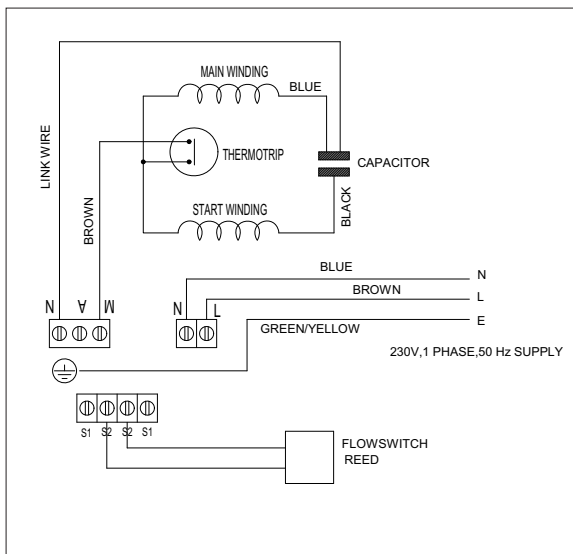 MAIN WINDING
BLUE
LINK WIRE
THERMOTRIP
CAPACITOR
BROWN
START WINDING
BLACK
BLUE
N
BROWN
L
N A M
N L
GREEN/YELLOW
E
230V,1 PHASE,50 Hz SUPPLY
S1 S2 S2 S1
FLOWSWITCH
REED